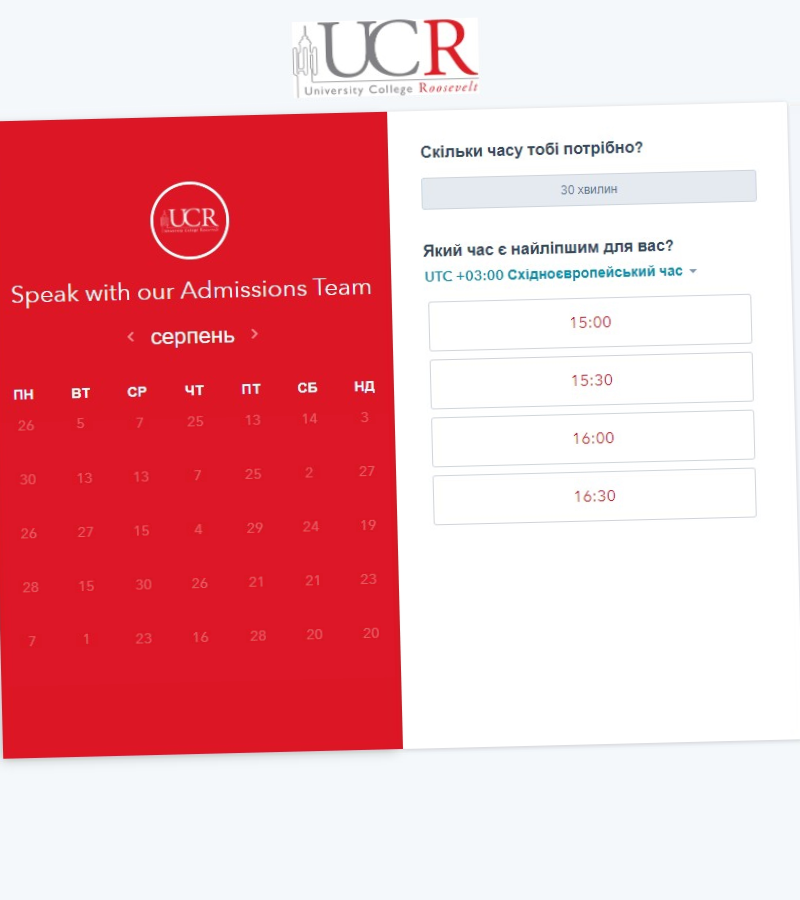 UCR
University College Roosevelt
UCR
University College Roosevelt
Speak with our Admissions Team
серпень
ПН ВТ СР ЧТ ПТ СБ НД
26 5 7 25 13 14 3
30 13 13 7 25 2 27
26 27 15 4 29 24 19
28 15 30 26 21 21 23
7 1 23 16 28 20 20
Скільки часу тобі потрібно?
30 хвилин
Який час є найліпшим для вас?
UTC +03:00 Східноєвропейський час
15:00
15:30
16:00
16:30